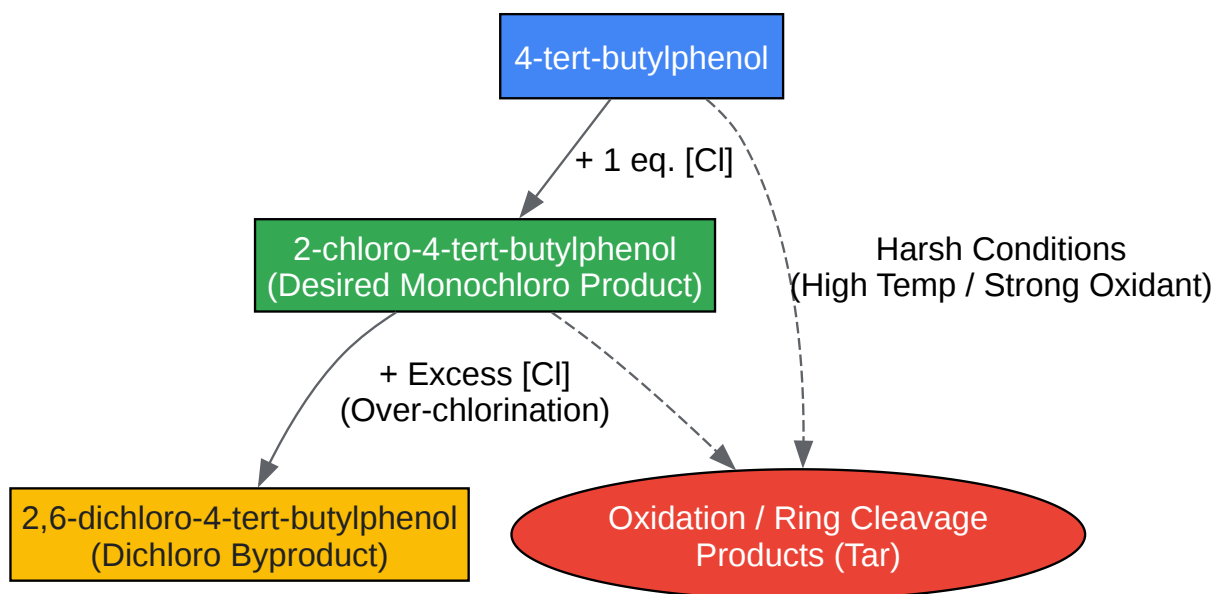 4-tert-butylphenol
+ 1 eq. [Cl]
2-chloro-4-tert-butylphenol
(Desired Monochloro Product)
Harsh Conditions
(High Temp / Strong Oxidant)
+ Excess [Cl]
(Over-chlorination)
2,6-dichloro-4-tert-butylphenol
(Dichloro Byproduct)
Oxidation / Ring Cleavage
Products (Tar)